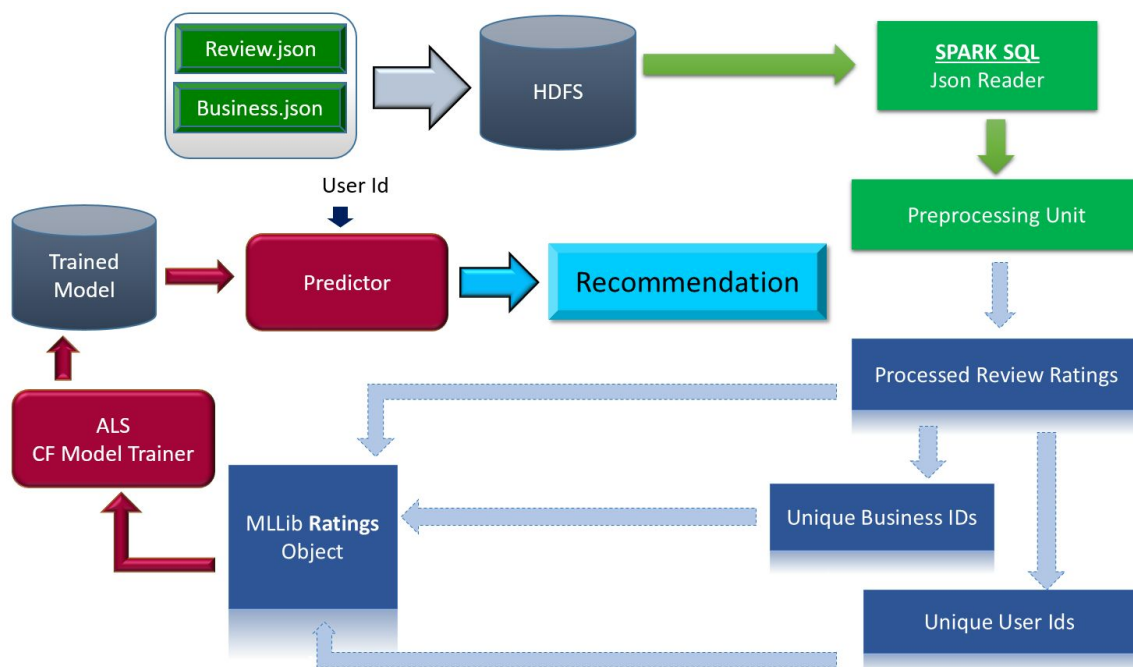 Review.json
Business.json
HDFS
SPARK SQL
Json Reader
User Id
Preprocessing Unit
Trained
Model
Predictor
Recommendation
Processed Review Ratings
ALS
CF Model Trainer
MLLib Ratings
Object
Unique Business IDs
Unique User Ids